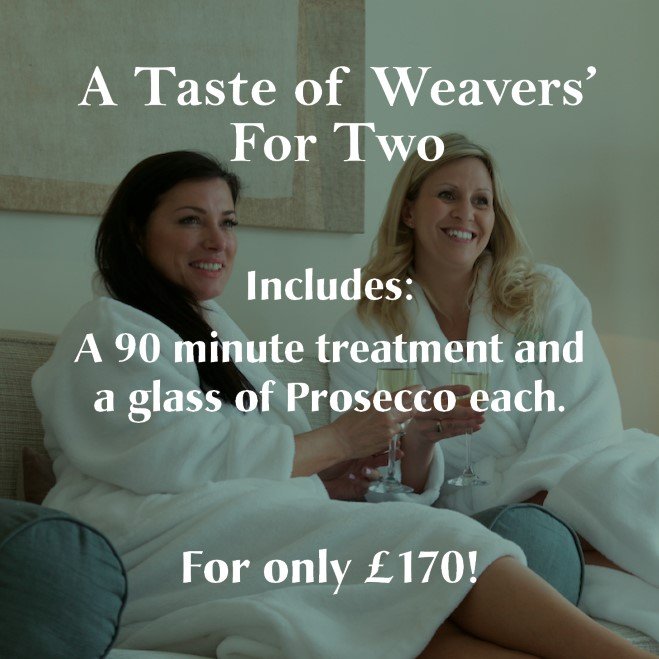 A Taste of Weavers’
For Two
Includes:
A 90 minute treatment and
a glass of Prosecco each.
For only £170!